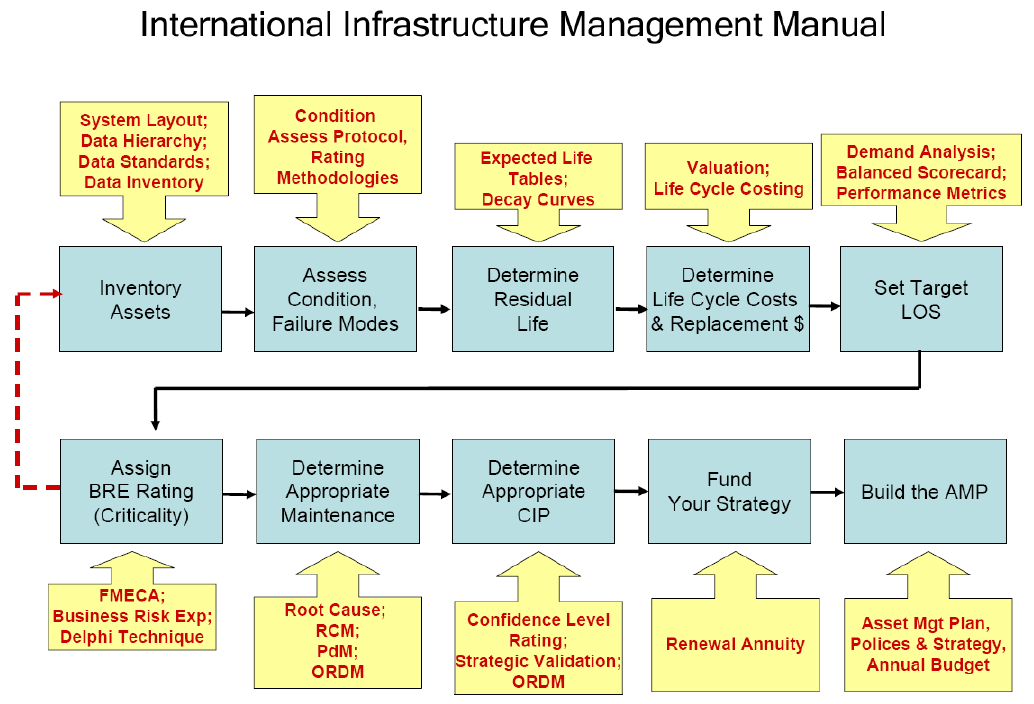 International Infrastructure Management Manual
System Layout;
Data Hierarchy;
Data Standards;
Data Inventory
Condition
Assess Protocol,
Rating
Methodologies
Expected Life
Tables;
Decay Curves
Valuation;
Life Cycle Costing
Demand Analysis;
Balanced Scorecard;
Performance Metrics
Inventory
Assets
Assess
Condition,
Failure Modes
Determine
Residual
Life
Determine
Life Cycle Costs
& Replacement $
Set Target
LOS
Assign
BRE Rating
(Criticality)
Determine
Appropriate
Maintenance
Determine
Appropriate
CIP
Fund
Your Strategy
Build the AMP
FMECA;
Business Risk Exp;
Delphi Technique
Root Cause;
RCM;
PdM;
ORDM
Confidence Level
Rating;
Strategic Validation;
ORDM
Renewal Annuity
Asset Mgt Plan,
Polices & Strategy,
Annual Budget